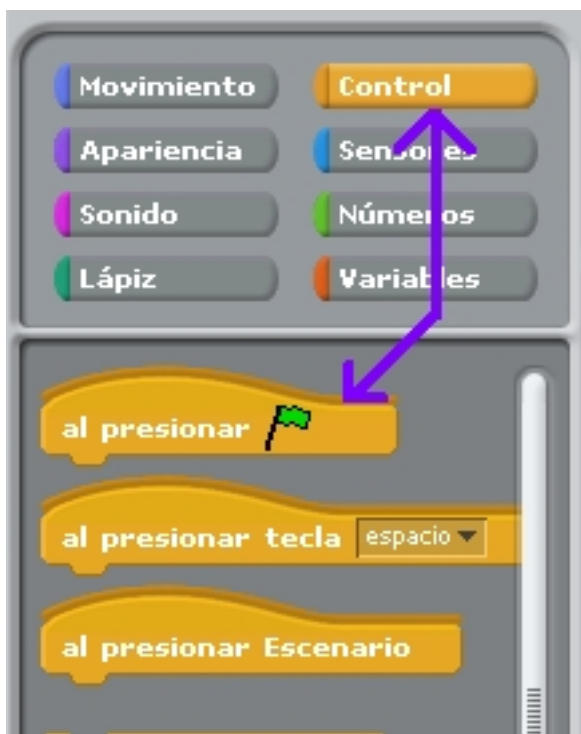 Movimiento Control
Apariencia Sensores
Sonido Números
Lápiz Variables
al presionar
al presionar tecla espacio
al presionar Escenario